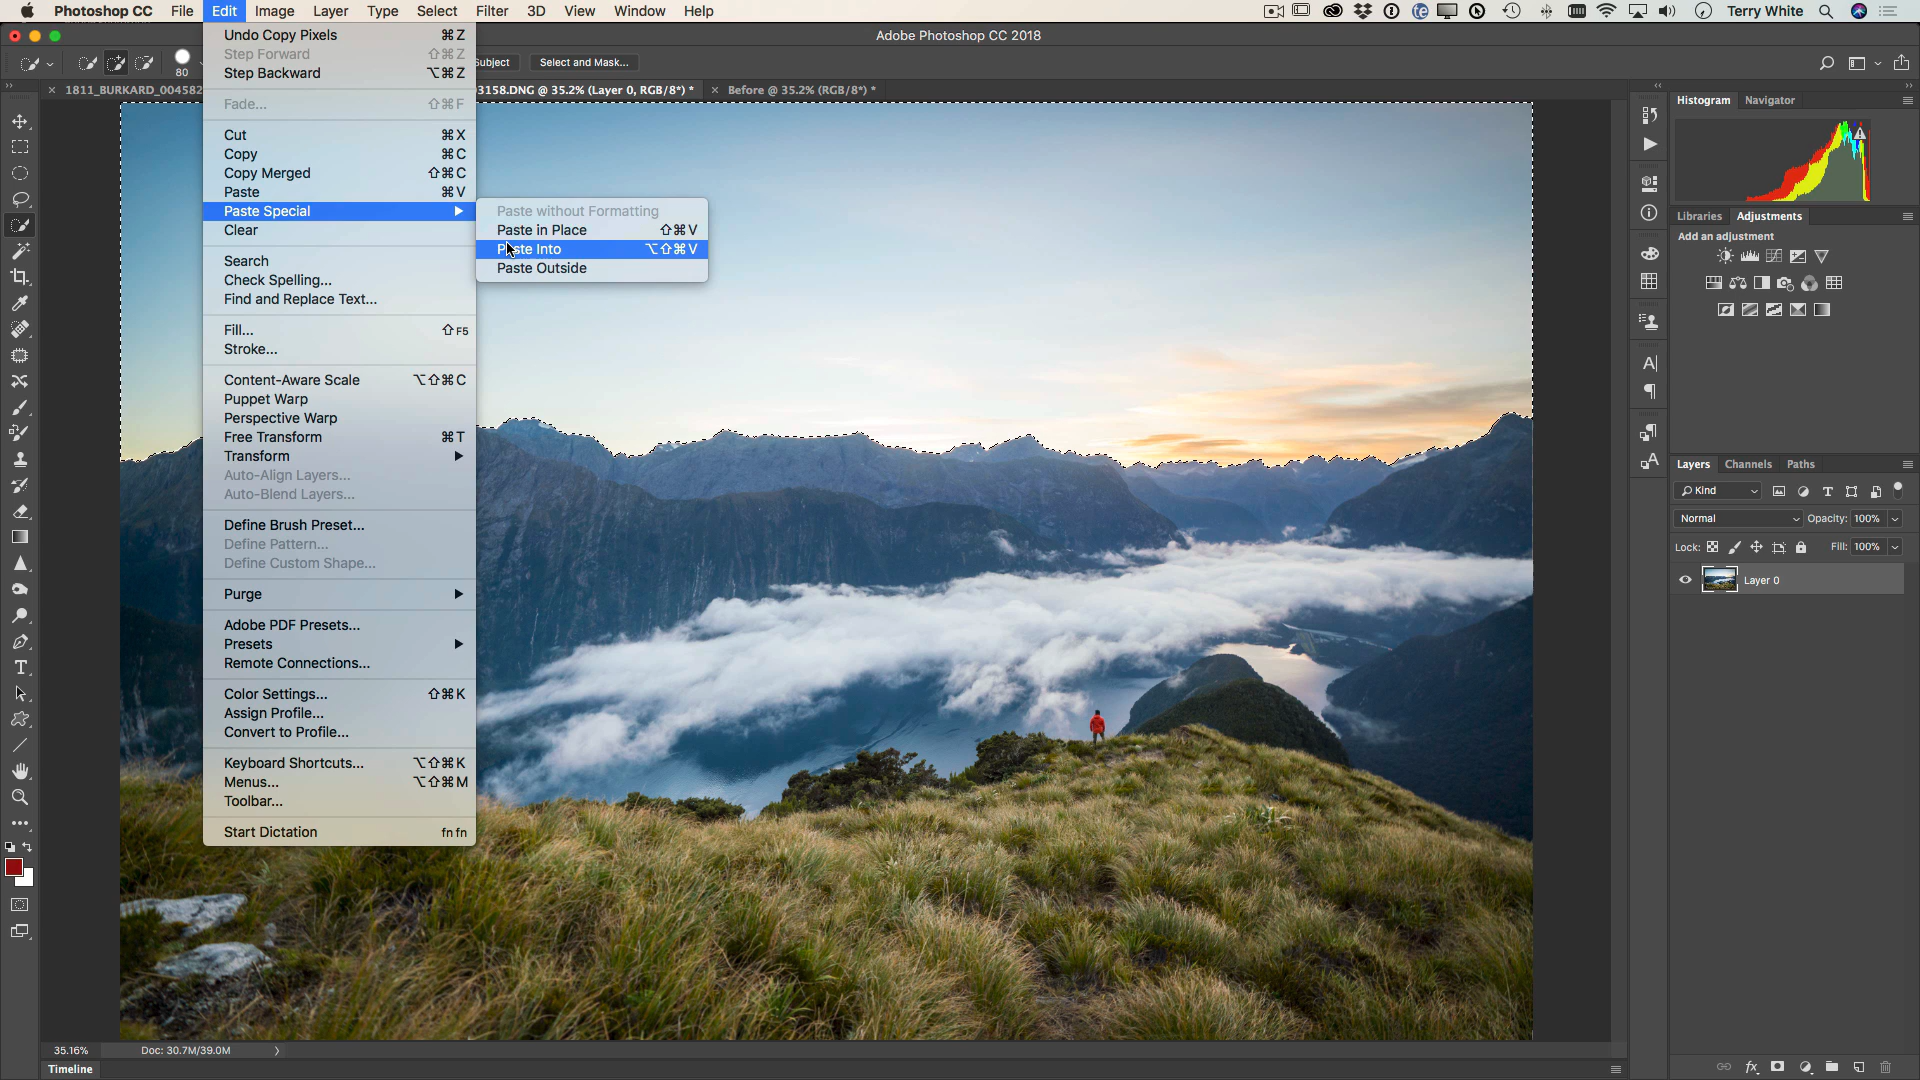 Photoshop CC File Edit Image Layer Type Select Filter 3D View Window Help Terry White
Adobe Photoshop CC 2018
80 Subject Select and Mask...
1811_BURKARD_004582 3158.DNG @ 35.2% (Layer 0, RGB/8*) * Before @ 35.2% (RGB/8*) *
Undo Copy Pixels ⌘Z
Step Forward ⇧⌘Z
Step Backward ⌥⌘Z
Fade... ⇧⌘F
Cut ⌘X
Copy ⌘C
Copy Merged ⇧⌘C
Paste ⌘V
Paste Special
Clear
Search
Check Spelling...
Find and Replace Text...
Fill... ⇧F5
Stroke...
Content-Aware Scale ⌥⇧⌘C
Puppet Warp
Perspective Warp
Free Transform ⌘T
Transform
Auto-Align Layers...
Auto-Blend Layers...
Define Brush Preset...
Define Pattern...
Define Custom Shape...
Purge
Adobe PDF Presets...
Presets
Remote Connections...
Color Settings... ⇧⌘K
Assign Profile...
Convert to Profile...
Keyboard Shortcuts... ⌥⇧⌘K
Menus... ⌥⇧⌘M
Toolbar...
Start Dictation fn fn
Paste without Formatting
Paste in Place ⇧⌘V
Paste Into ⌥⇧⌘V
Paste Outside
Histogram Navigator
Libraries Adjustments
Add an adjustment
Layers Channels Paths
Kind
Normal Opacity: 100%
Lock: Fill: 100%
Layer 0
35.16% Doc: 30.7M/39.0M
Timeline